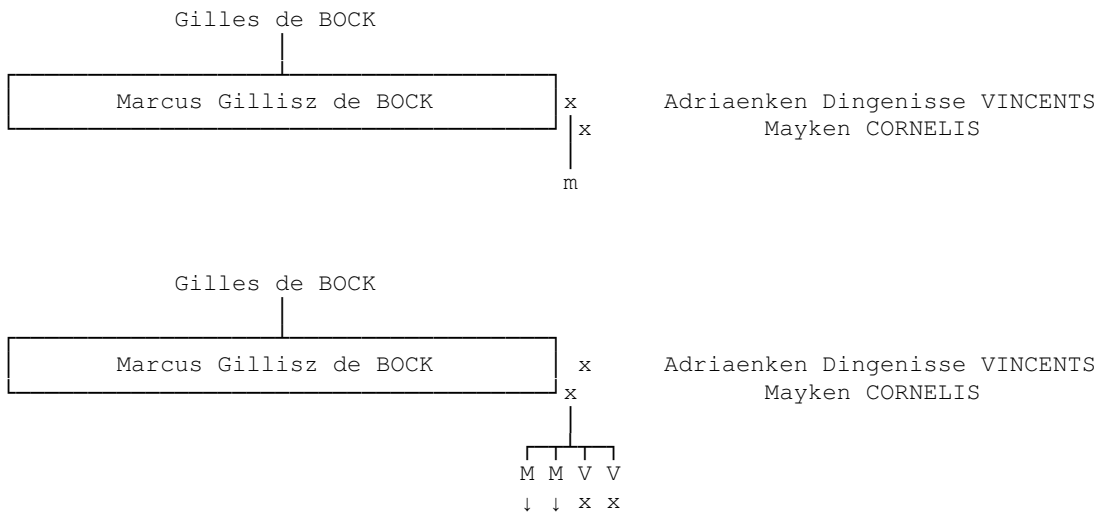 Gilles de BOCK
Marcus Gillisz de BOCK x Adriaenken Dingenisse VINCENTS
x Mayken CORNELIS
m
Gilles de BOCK
Marcus Gillisz de BOCK x Adriaenken Dingenisse VINCENTS
x Mayken CORNELIS
M M V V
↓ ↓ x x